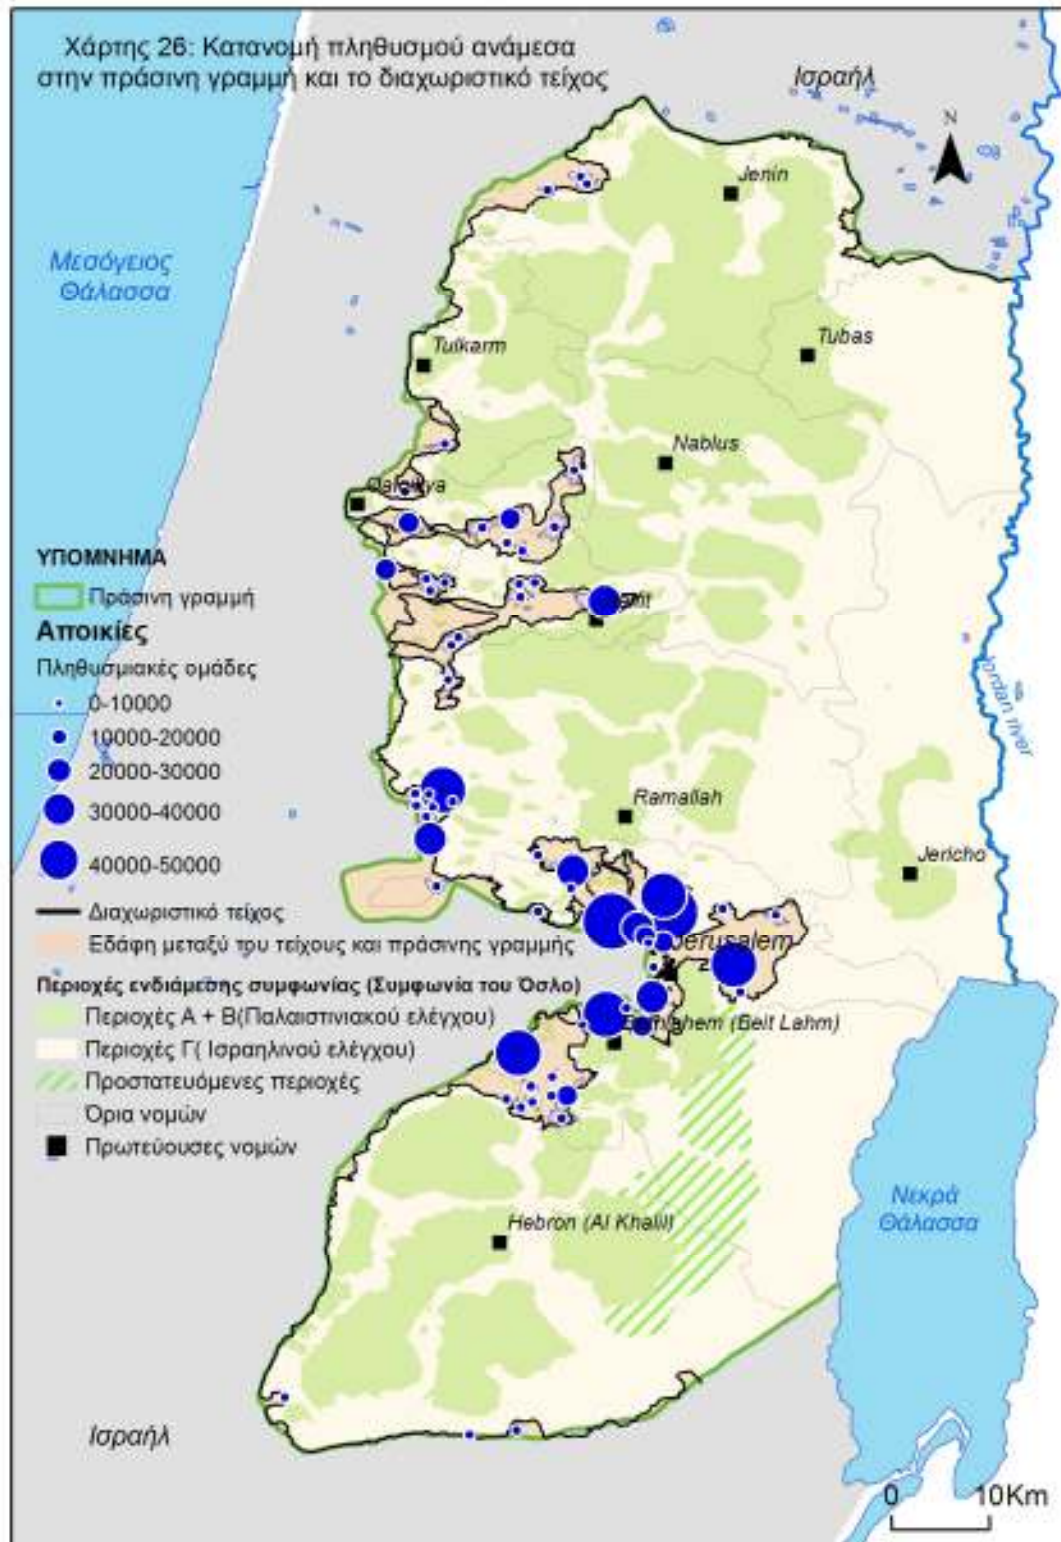 Χάρτης 26: Κατανομή πληθυσμού ανάμεσα
στην πράσινη γραμμή και το διαχωριστικό τείχος
Ισραήλ
N
Jenin
Μεσόγειος
Θάλασσα
Tulkarm
Tubas
Nablus
ΥΠΟΜΝΗΜΑ
Πράσινη γραμμή
Αποικίες
Πληθυσμιακές ομάδες
0-10000
10000-20000
20000-30000
30000-40000
40000-50000
Διαχωριστικό τείχος
Εδάφη μεταξύ του τείχους και πράσινης γραμμής
Περιοχές ενδιάμεσης συμφωνίας (Συμφωνία του Όσλο)
Περιοχές Α + Β(Παλαιστινιακού ελέγχου)
Περιοχές Γ( Ισραηλινού ελέγχου)
Προστατευόμενες περιοχές
Όρια νομών
Πρωτεύουσες νομών
Jordan river
Ramallah
Jericho
Jerusalem
(Beit Lahm)
Hebron (Al Khalil)
Νεκρά
Θάλασσα
Ισραήλ
0 10Km